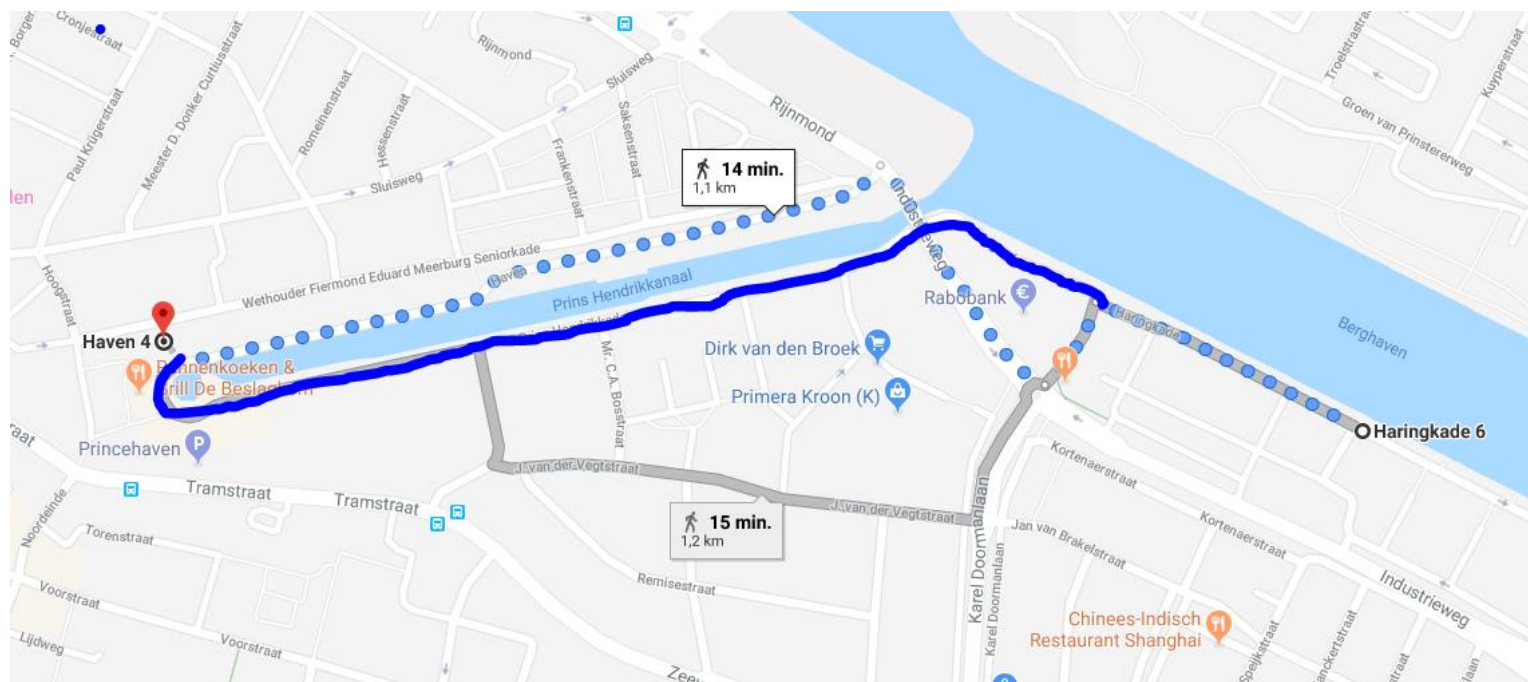 Cronjestraat
Paul Krügerstraat
Meester D. Donker Curtiusstraat
Romeinenstraat
Hessenstraat
Rijnmond
Sluisweg
Saksenstraat
Frankenstraat
Sluisweg
Rijnmond
Troelstrastraat
Kuyperstraat
Groen van Prinstererweg
len
14 min.
1,1 km
Industrieweg
Hoogstraat
Wethouder Fiermond Eduard Meerburg Seniorkade
(Haven)
Prins Hendrikkanaal
Haven 4
Rabobank
Haringkade
Berghaven
Mr. C.A. Bosstraat
Dirk van den Broek
Primera Kroon (K)
Haringkade 6
Princehaven
P
Tramstraat
Tramstraat
J. van der Vegtstraat
J. van der Vegtstraat
15 min.
1,2 km
Karel Doormanlaan
Karel Doormanlaan
Kortenaerstraat
Kortenaerstraat
Jan van Brakelstraat
Industrieweg
Noordeinde
Torenstraat
Voorstraat
Voorstraat
Lijdweg
Remisestraat
Chinees-Indisch
Restaurant Shanghai